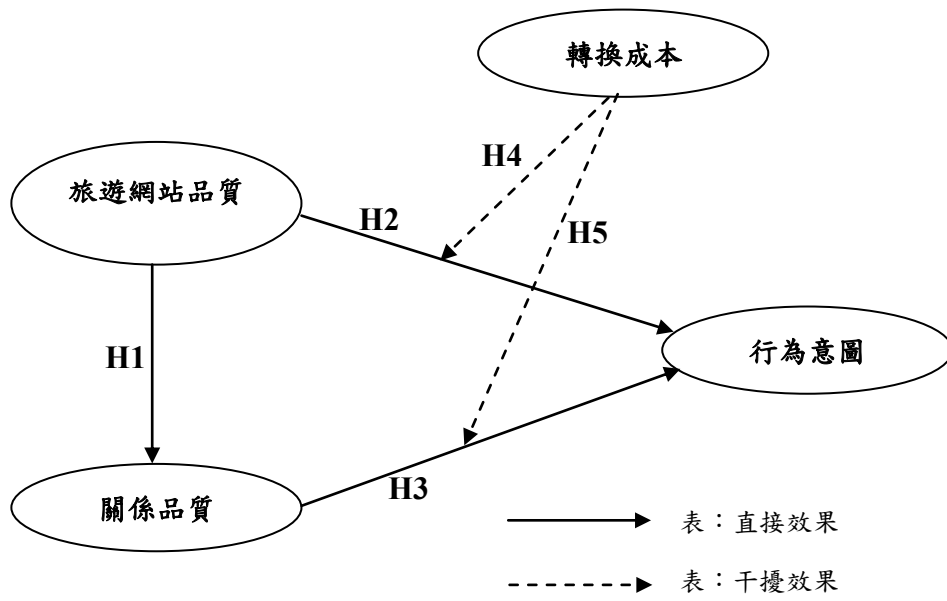 轉換成本
H4
旅遊網站品質
H2
H5
行為意圖
H1
關係品質
H3
表：直接效果
表：干擾效果